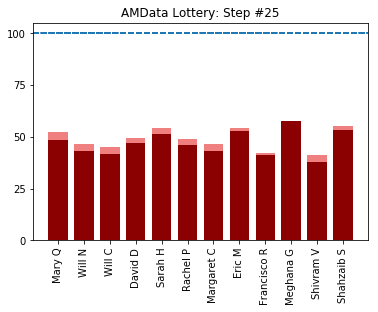 AMData Lottery: Step #25
100
75
50
25
0
Mary Q
Will N
Will C
David D
Sarah H
Rachel P
Margaret C
Eric M
Francisco R
Meghana G
Shivram V
Shahzaib S